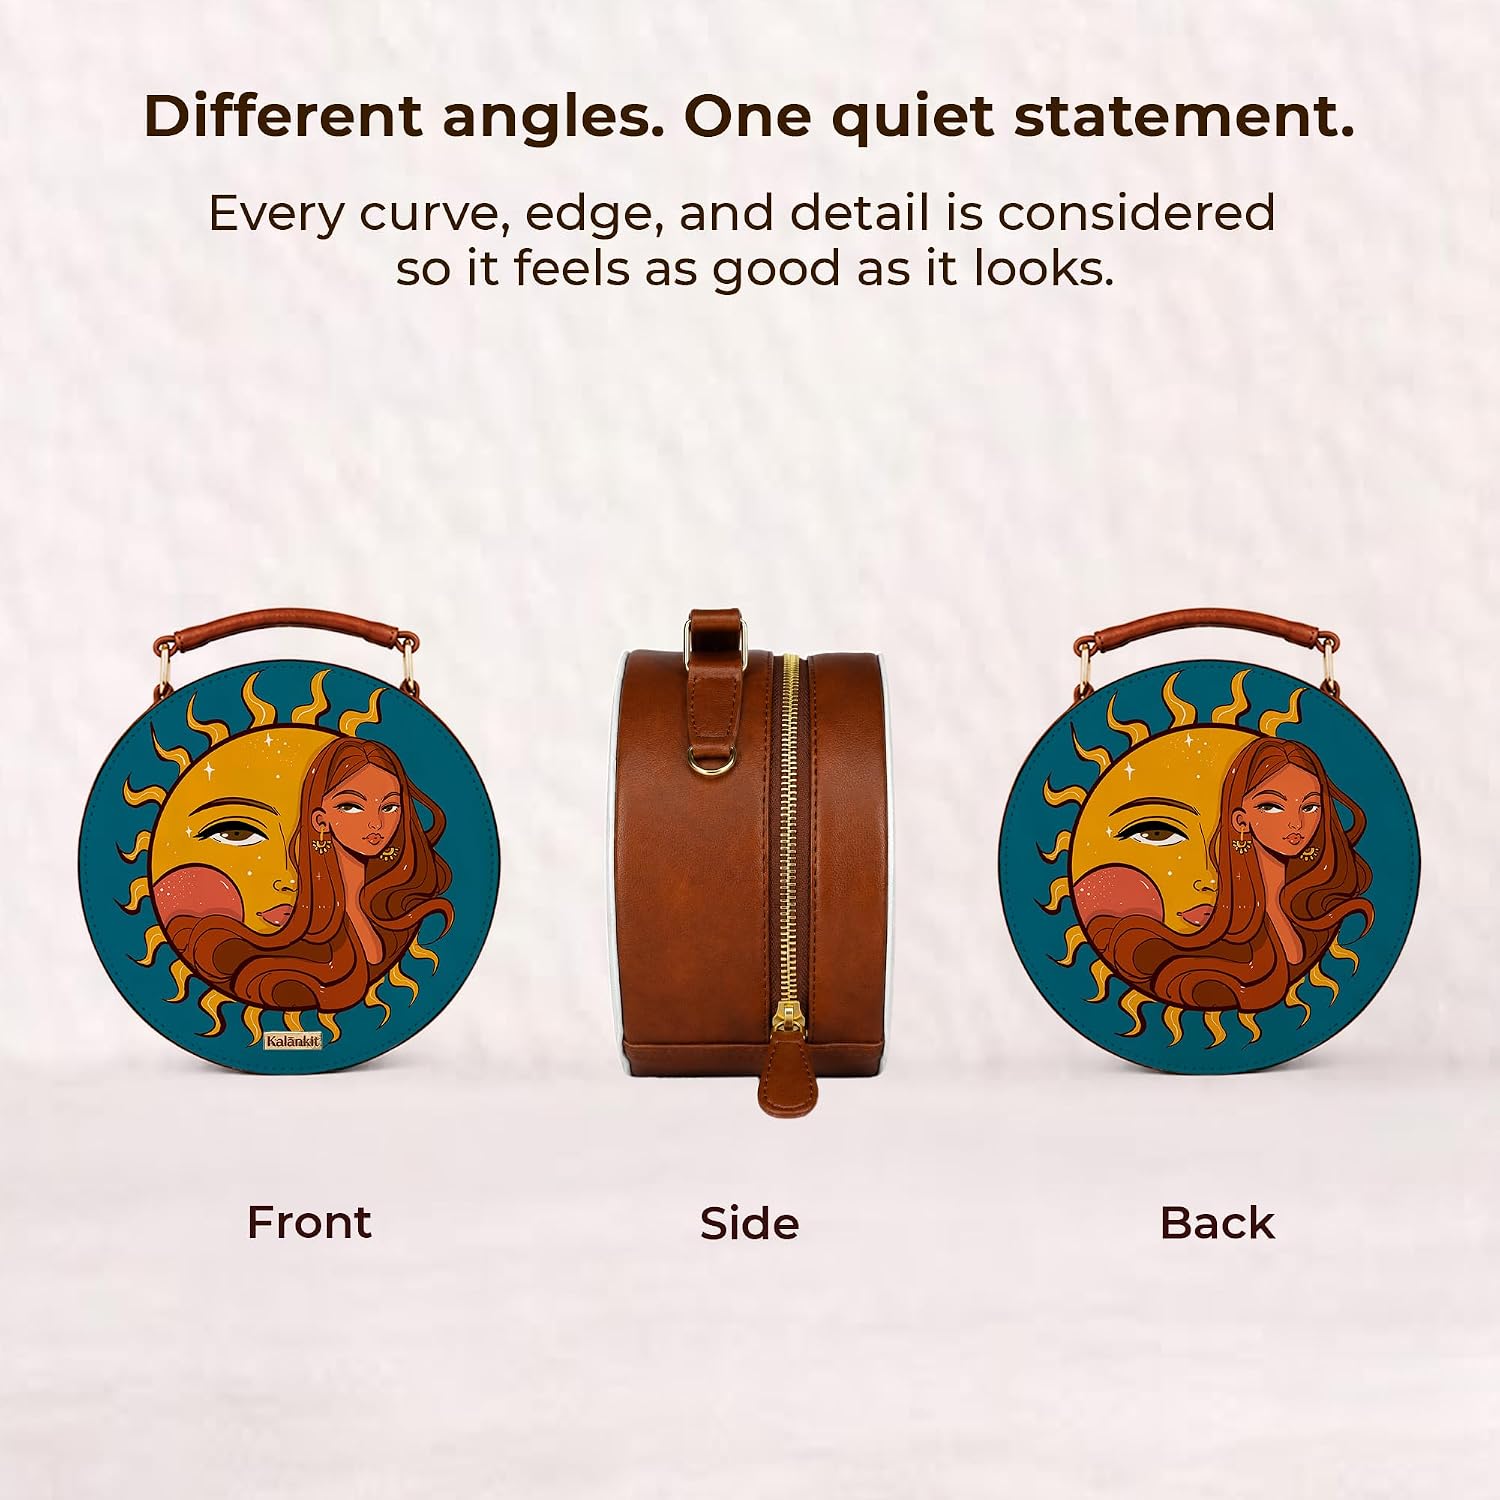 Different angles. One quiet statement.
Every curve, edge, and detail is considered
so it feels as good as it looks.
Kalānkit
Front
Side
Back